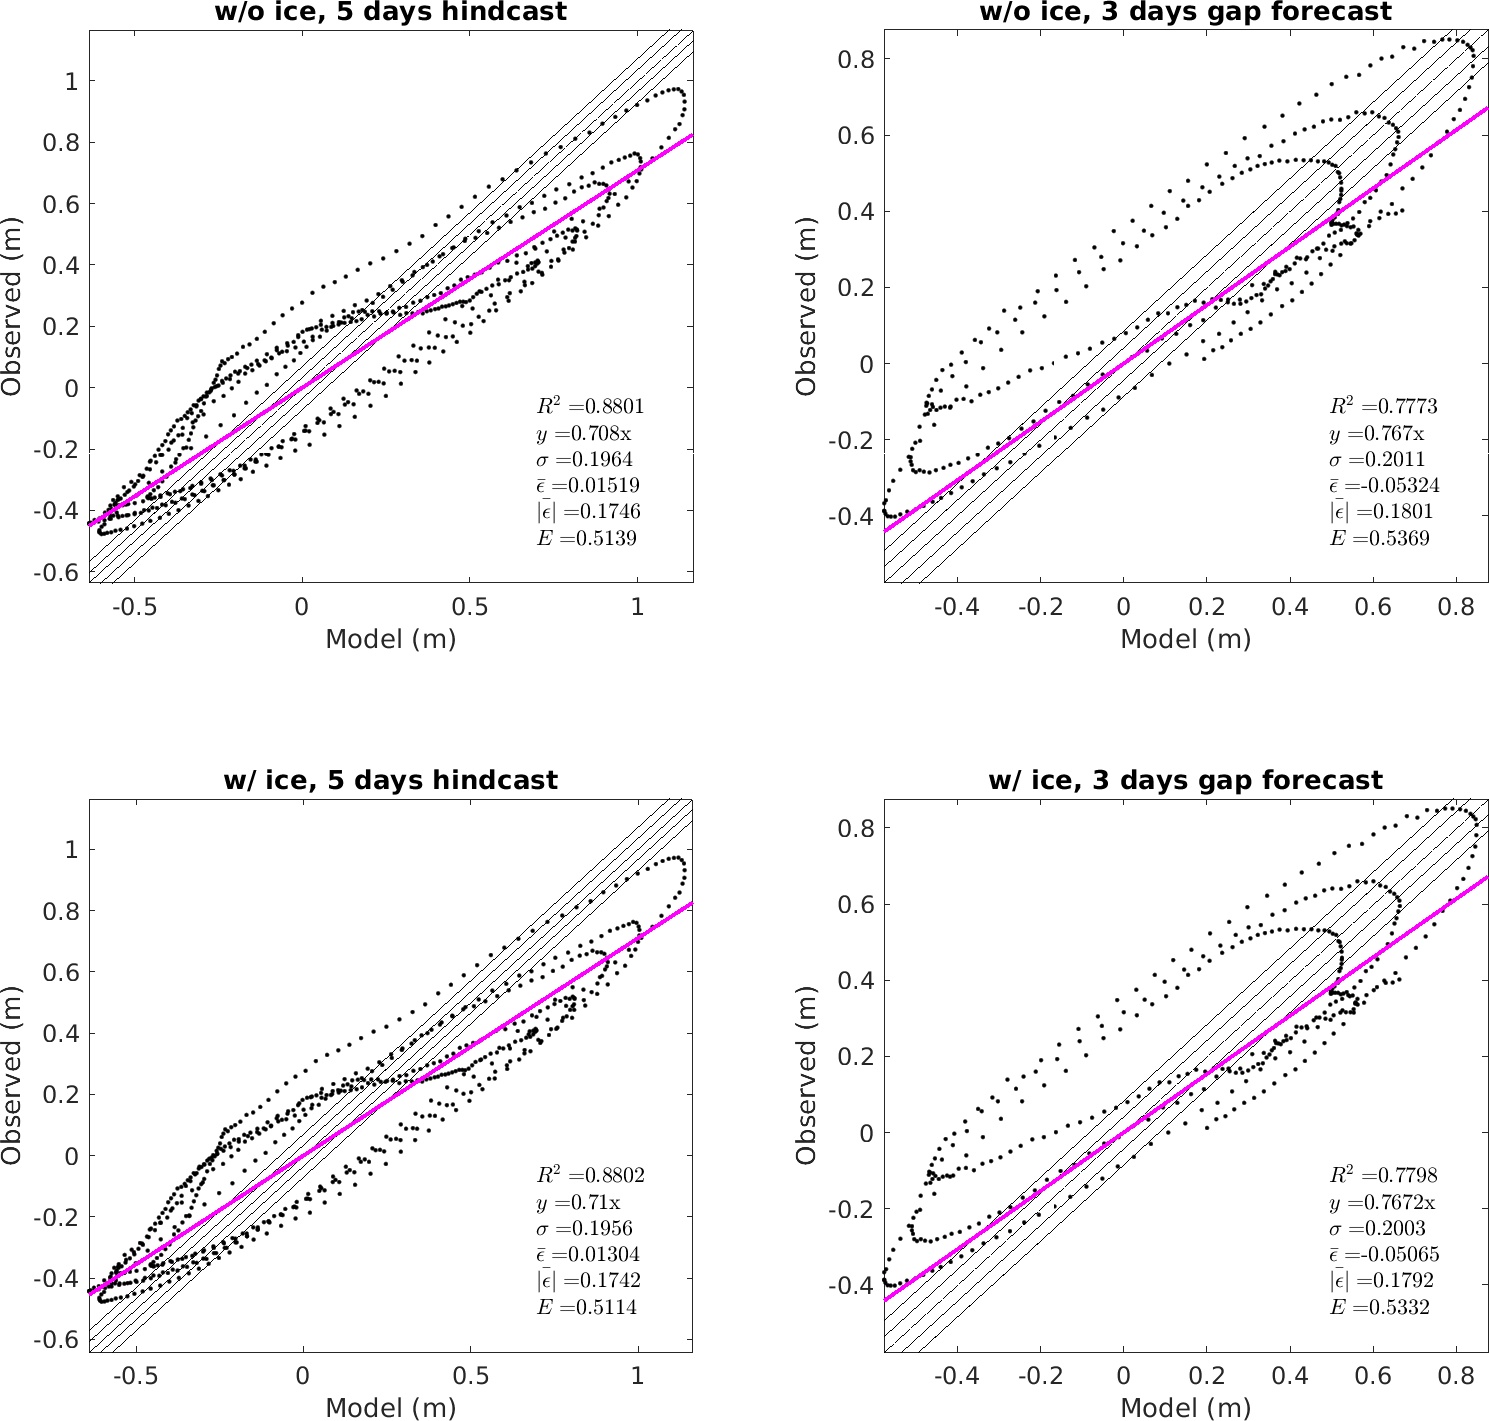 w/o ice, 5 days hindcast
1
0.8
0.6
0.4
0.2
0
-0.2
-0.4
-0.6
Observed (m)
R² =0.8801
y =0.708x
σ =0.1964
ε̄ =0.01519
|ε̄| =0.1746
E =0.5139
-0.5 0 0.5 1
Model (m)
w/o ice, 3 days gap forecast
0.8
0.6
0.4
0.2
0
-0.2
-0.4
Observed (m)
R² =0.7773
y =0.767x
σ =0.2011
ε̄ =-0.05324
|ε̄| =0.1801
E =0.5369
-0.4 -0.2 0 0.2 0.4 0.6 0.8
Model (m)
w/ ice, 5 days hindcast
1
0.8
0.6
0.4
0.2
0
-0.2
-0.4
-0.6
Observed (m)
R² =0.8802
y =0.71x
σ =0.1956
ε̄ =0.01304
|ε̄| =0.1742
E =0.5114
-0.5 0 0.5 1
Model (m)
w/ ice, 3 days gap forecast
0.8
0.6
0.4
0.2
0
-0.2
-0.4
Observed (m)
R² =0.7798
y =0.7672x
σ =0.2003
ε̄ =-0.05065
|ε̄| =0.1792
E =0.5332
-0.4 -0.2 0 0.2 0.4 0.6 0.8
Model (m)